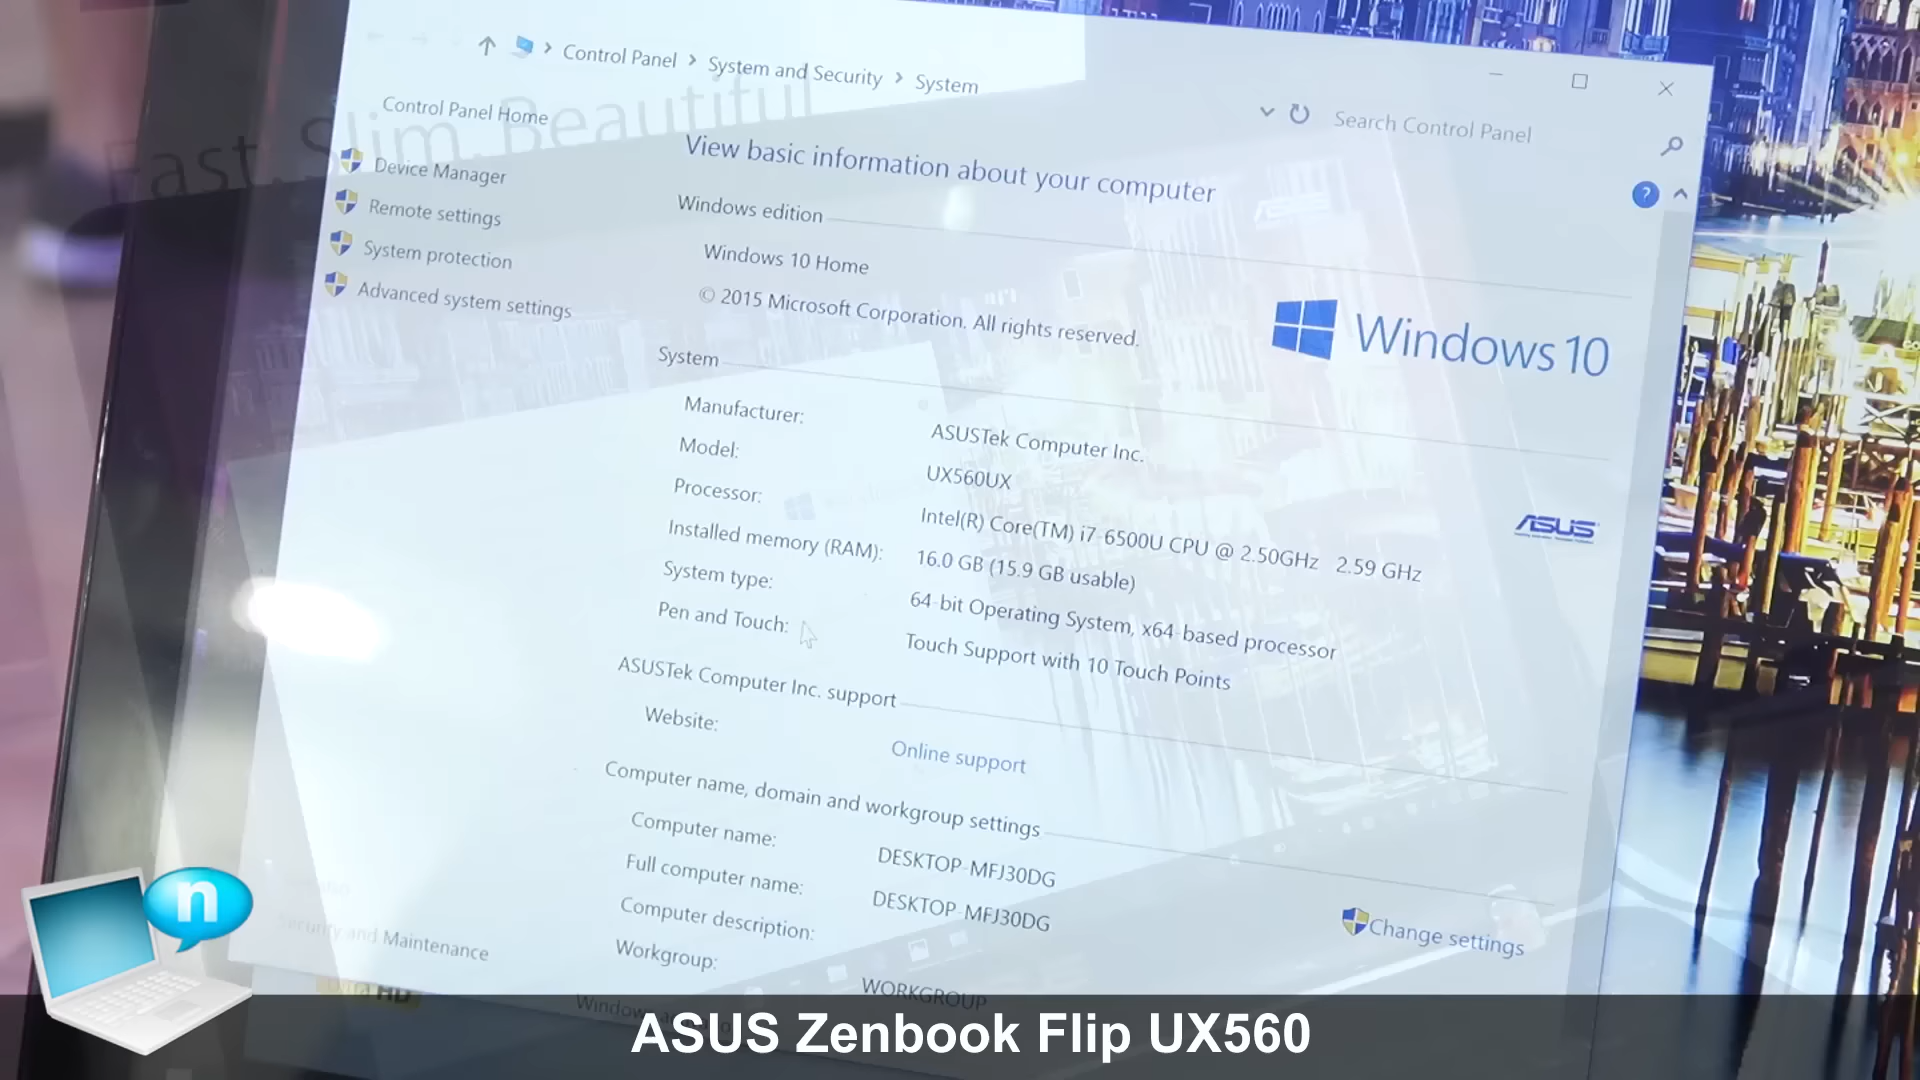 Control Panel > System and Security > System
Search Control Panel
Fast. Slim. Beautiful
Control Panel Home
Device Manager
Remote settings
System protection
Advanced system settings
View basic information about your computer
Windows edition
Windows 10 Home
© 2015 Microsoft Corporation. All rights reserved.
Windows 10
System
Manufacturer: ASUSTek Computer Inc.
Model: UX560UX
Processor: Intel(R) Core(TM) i7-6500U CPU @ 2.50GHz 2.59 GHz
Installed memory (RAM): 16.0 GB (15.9 GB usable)
System type: 64-bit Operating System, x64-based processor
Pen and Touch: Touch Support with 10 Touch Points
ASUS
ASUSTek Computer Inc. support
Website: Online support
Computer name, domain and workgroup settings
Computer name: DESKTOP-MFJ30DG
Full computer name: DESKTOP-MFJ30DG
Computer description:
Workgroup: WORKGROUP
Change settings
Security and Maintenance
Ultra HD
n
ASUS Zenbook Flip UX560